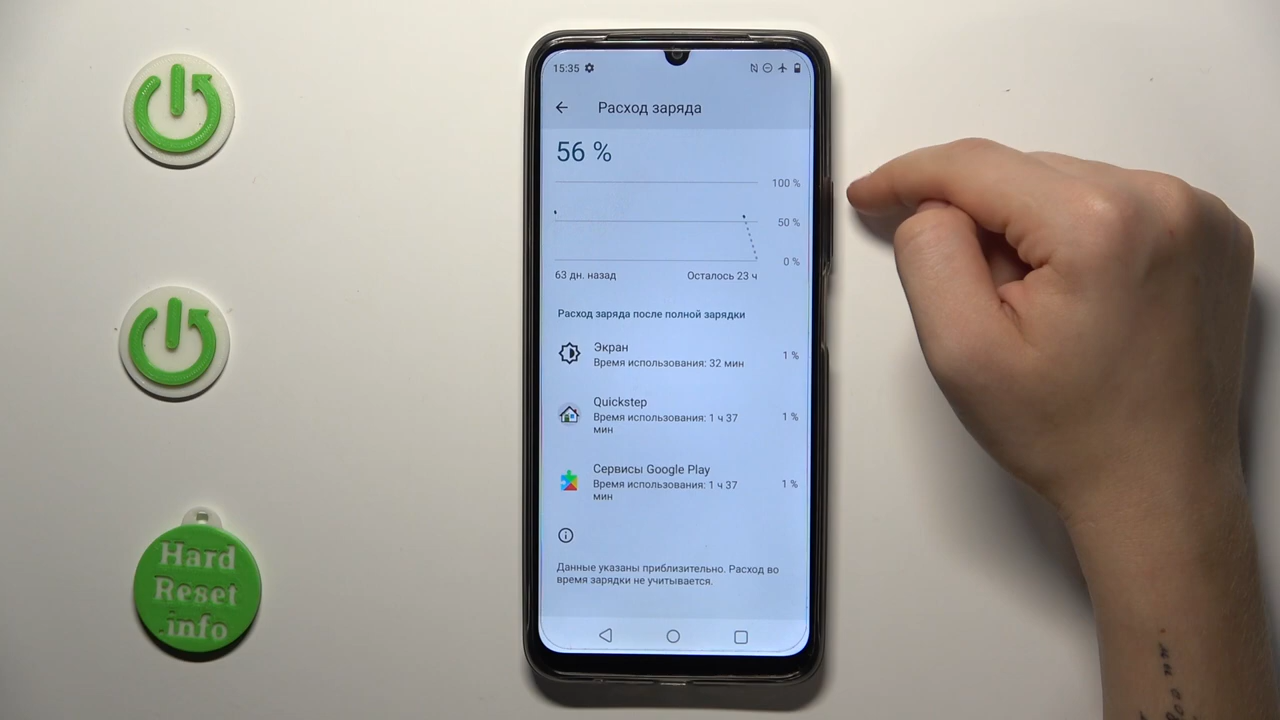 15:35
Расход заряда
56 %
100 %
50 %
0 %
63 дн. назад
Осталось 23 ч
Расход заряда после полной зарядки
Экран
Время использования: 32 мин
1 %
Quickstep
Время использования: 1 ч 37
мин
1 %
Сервисы Google Play
Время использования: 1 ч 37
мин
1 %
Данные указаны приблизительно. Расход во
время зарядки не учитывается.
Hard
Reset
.info